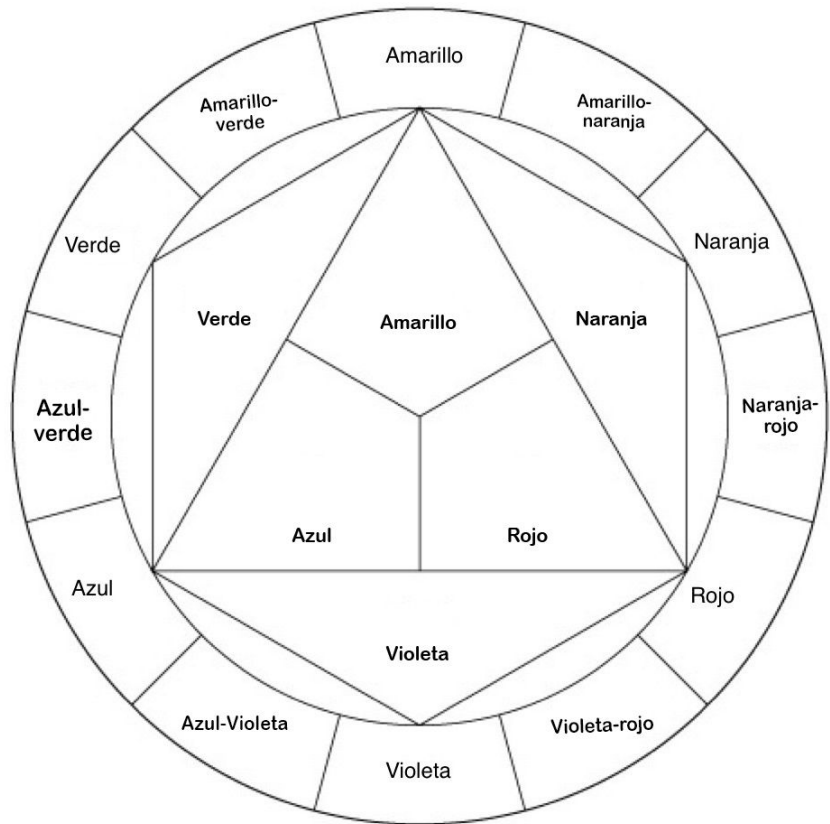 Amarillo
Amarillo-
verde
Amarillo-
naranja
Verde
Naranja
Verde
Amarillo
Naranja
Azul-
verde
Naranja-
rojo
Azul
Rojo
Azul
Rojo
Violeta
Azul-Violeta
Violeta-rojo
Violeta